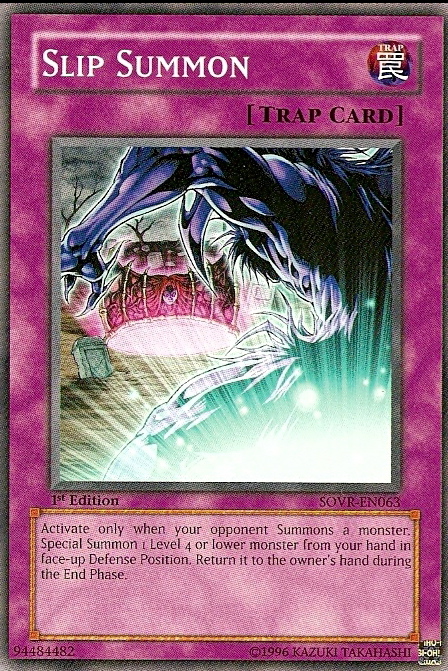 SLIP SUMMON
TRAP
罠
[TRAP CARD]
1st Edition
SOVR-EN063
Activate only when your opponent Summons a monster.
Special Summon 1 Level 4 or lower monster from your hand in
face-up Defense Position. Return it to the owner's hand during
the End Phase.
94484482
©1996 KAZUKI TAKAHASHI